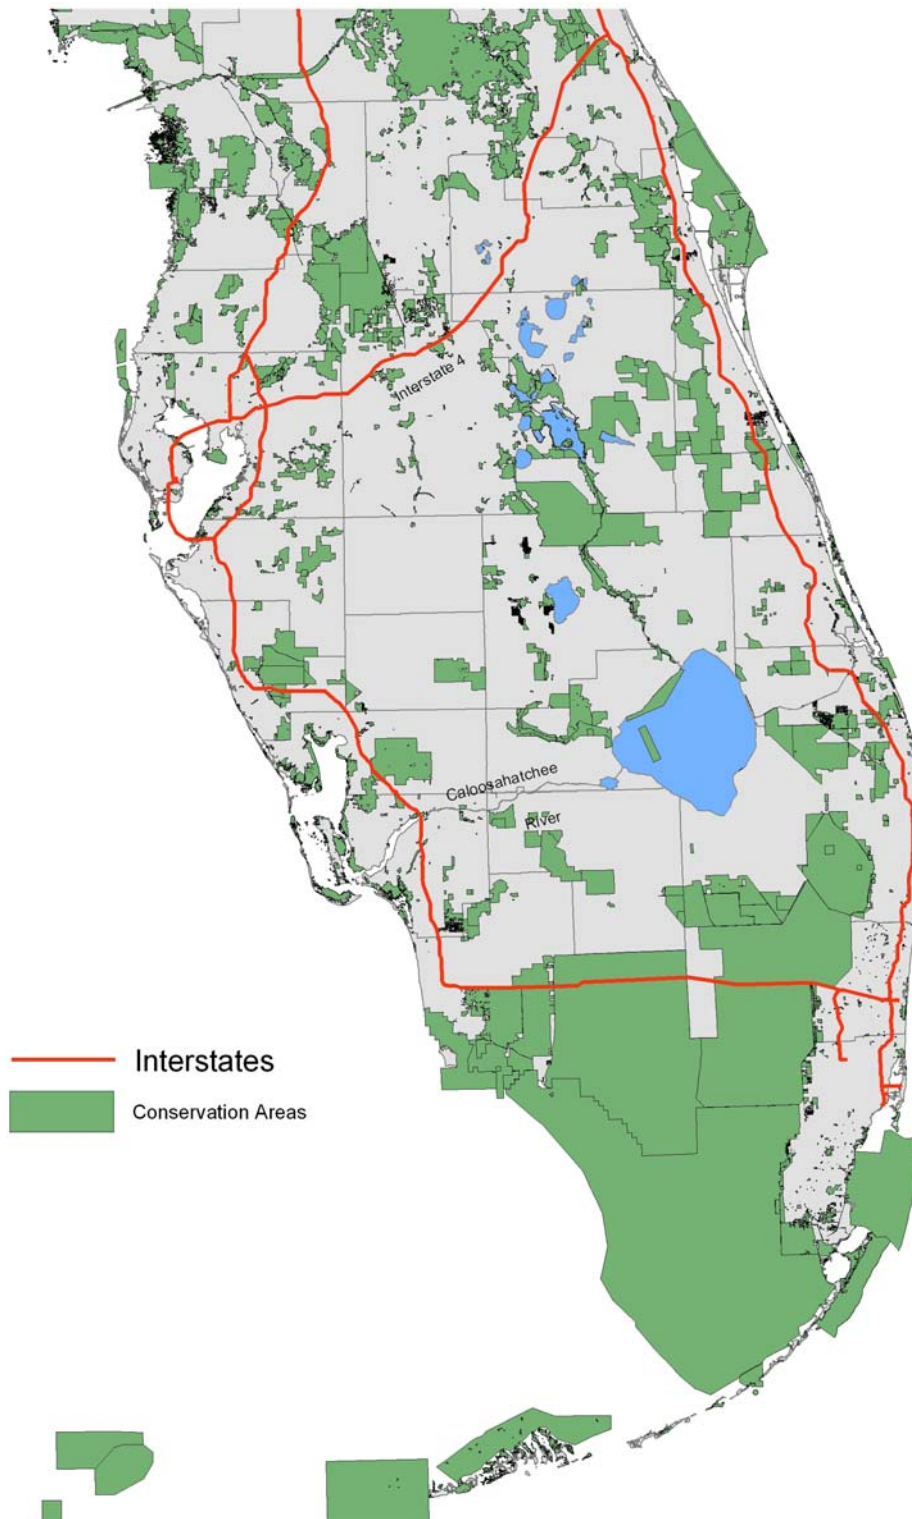 Interstate 4
Caloosahatchee
River
Interstates
Conservation Areas